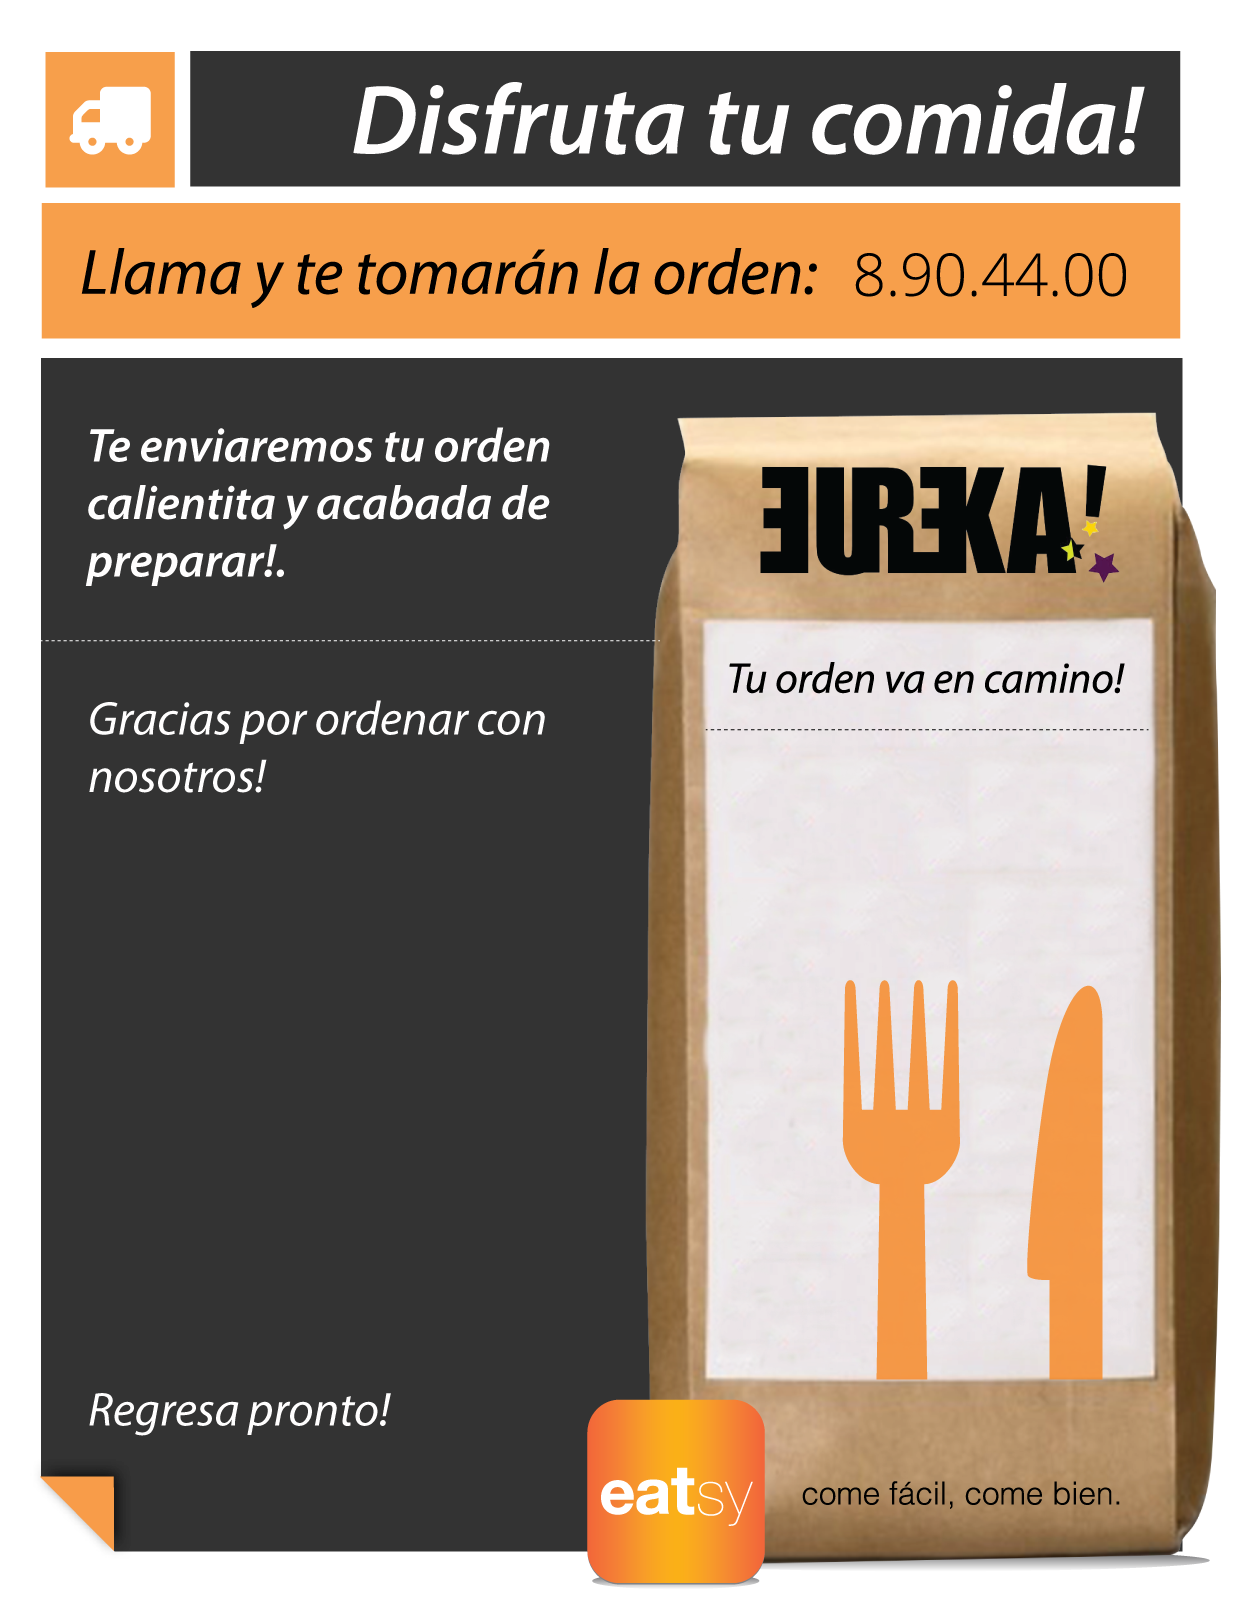 Disfruta tu comida!
Llama y te tomarán la orden: 8.90.44.00
Te enviaremos tu orden
calientita y acabada de
preparar!.
Gracias por ordenar con
nosotros!
Regresa pronto!
EUREKA!
Tu orden va en camino!
eatsy
come fácil, come bien.